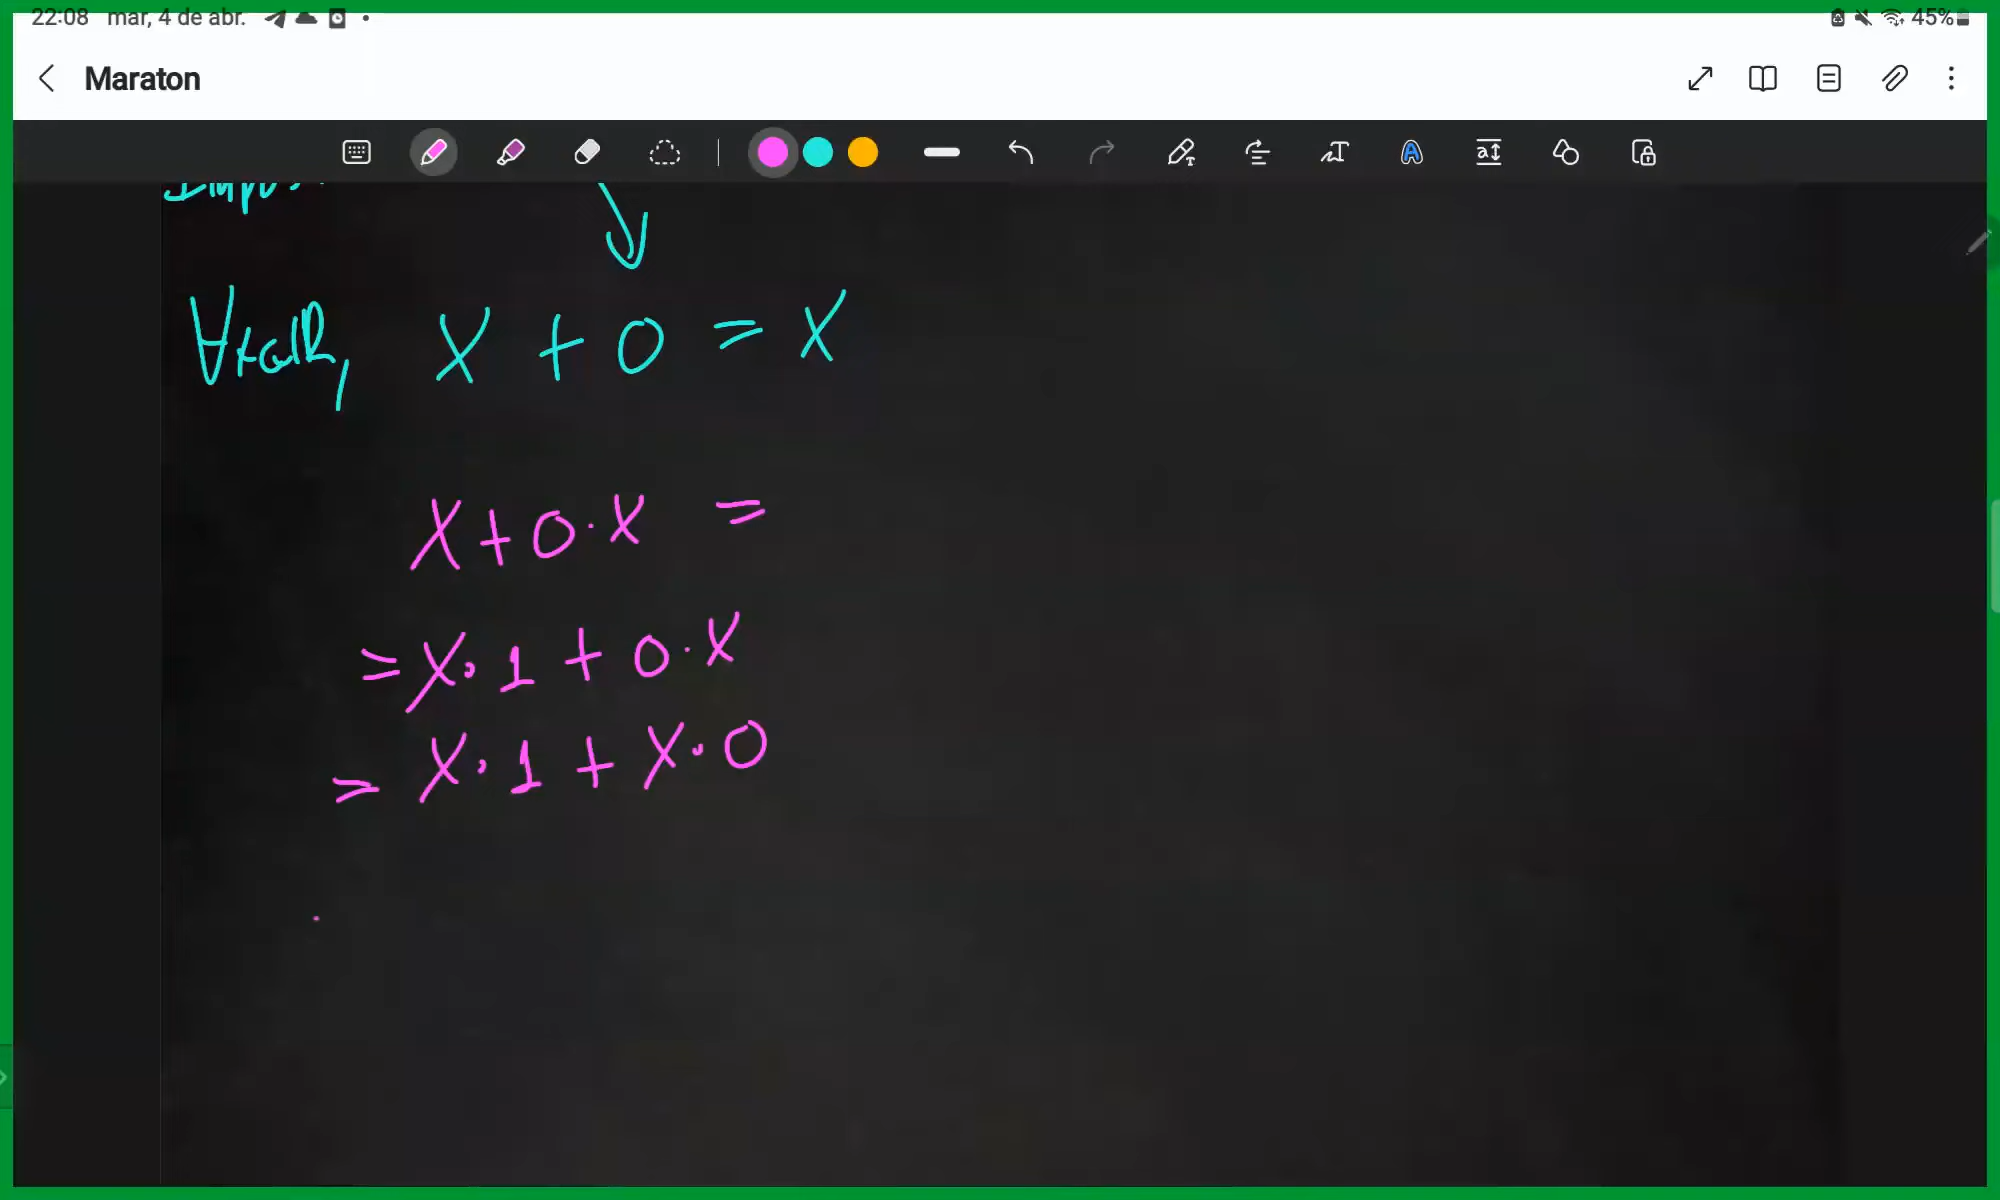 22:08 mar, 4 de abr. 45%
Maraton
∀x∈ℝ, x + 0 = x
x + 0·x =
= x·1 + 0·x
= x·1 + x·0